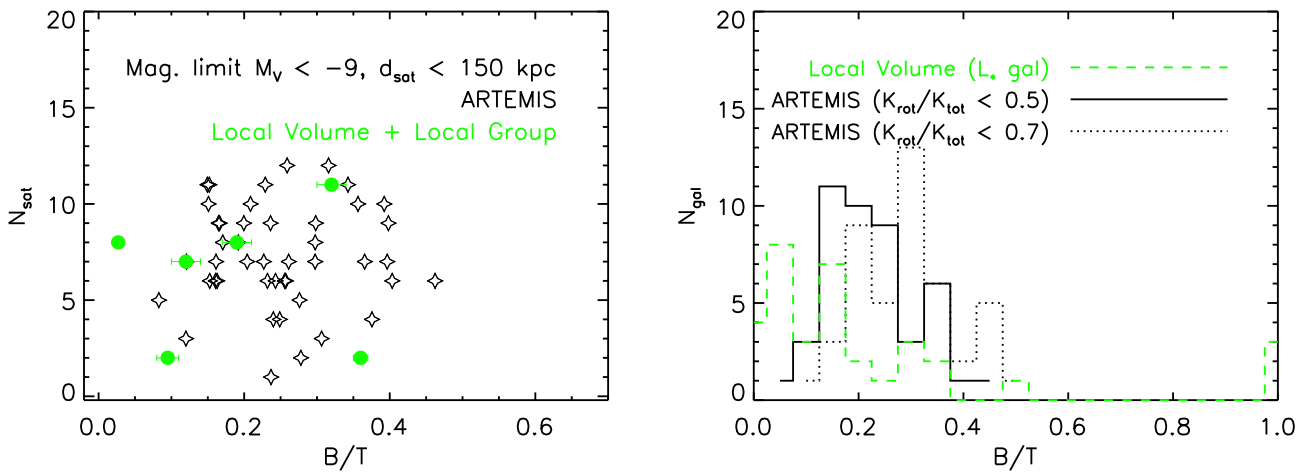 20
15
10
5
0
N_sat
Mag. limit M_V < −9, d_sat < 150 kpc
ARTEMIS
Local Volume + Local Group
0.0 0.2 0.4 0.6
B/T
20
15
10
5
0
N_gal
Local Volume (L_* gal)
ARTEMIS (K_rot/K_tot < 0.5)
ARTEMIS (K_rot/K_tot < 0.7)
0.0 0.2 0.4 0.6 0.8 1.0
B/T